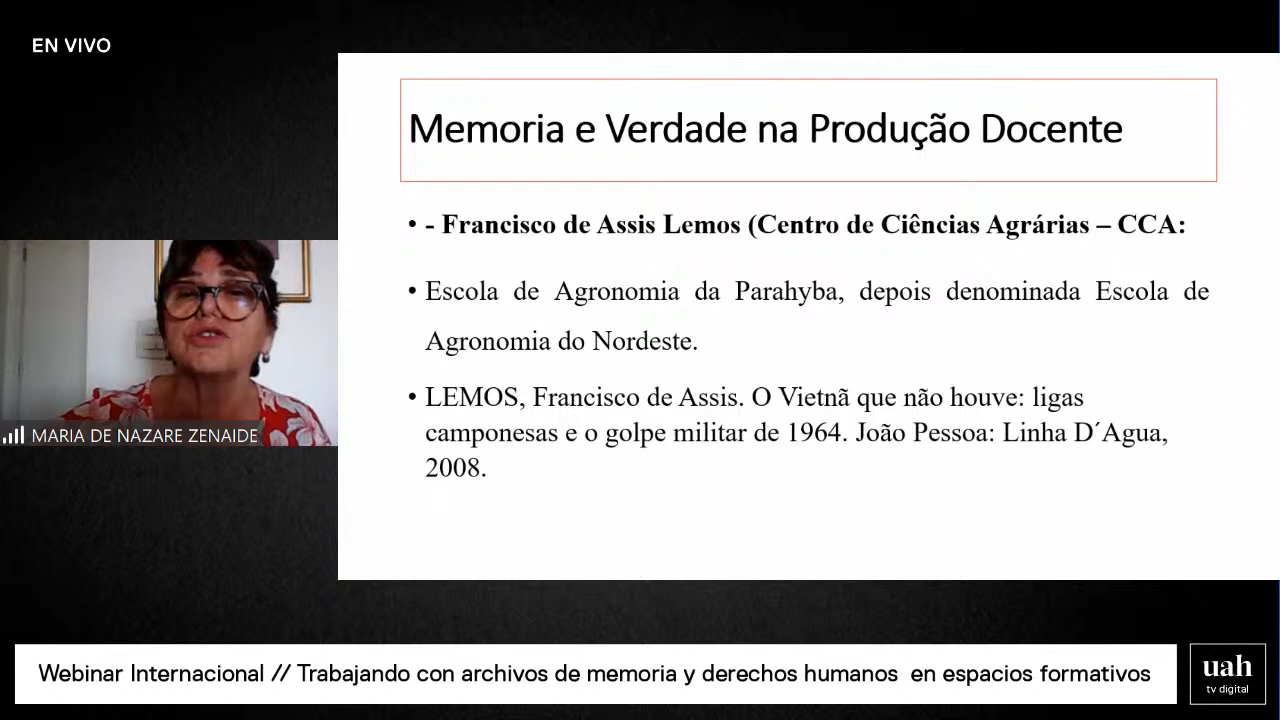 EN VIVO
Memoria e Verdade na Produção Docente
• - Francisco de Assis Lemos (Centro de Ciências Agrárias – CCA:
• Escola de Agronomia da Parahyba, depois denominada Escola de
Agronomia do Nordeste.
• LEMOS, Francisco de Assis. O Vietnã que não houve: ligas
camponesas e o golpe militar de 1964. João Pessoa: Linha D´Agua,
2008.
MARIA DE NAZARE ZENAIDE
Webinar Internacional // Trabajando con archivos de memoria y derechos humanos en espacios formativos
uah
tv digital